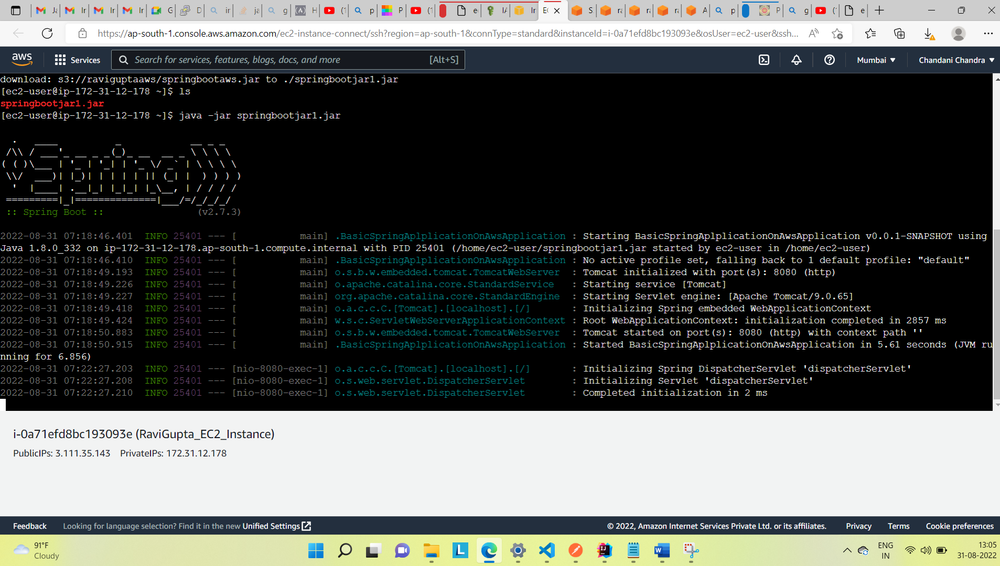 Ja
In
In
In
G
D
in
ja
g
H
(1
p
P
(1
e
IA
In
EC
S
ra
ra
ra
A
p
P
g
(1
e
https://ap-south-1.console.aws.amazon.com/ec2-instance-connect/ssh?region=ap-south-1&connType=standard&instanceId=i-0a71efd8bc193093e&osUser=ec2-user&ssh...
aws Services Search for services, features, blogs, docs, and more [Alt+S] Mumbai Chandani Chandra
download: s3://raviguptaaws/springbootaws.jar to ./springbootjar1.jar
[ec2-user@ip-172-31-12-178 ~]$ ls
springbootjar1.jar
[ec2-user@ip-172-31-12-178 ~]$ java -jar springbootjar1.jar
Spring
:: Spring Boot :: (v2.7.3)
2022-08-31 07:18:46.401 INFO 25401 --- [ main] .BasicSpringAplplicationOnAwsApplication : Starting BasicSpringAplplicationOnAwsApplication v0.0.1-SNAPSHOT using
Java 1.8.0_332 on ip-172-31-12-178.ap-south-1.compute.internal with PID 25401 (/home/ec2-user/springbootjar1.jar started by ec2-user in /home/ec2-user)
2022-08-31 07:18:46.410 INFO 25401 --- [ main] .BasicSpringAplplicationOnAwsApplication : No active profile set, falling back to 1 default profile: "default"
2022-08-31 07:18:49.193 INFO 25401 --- [ main] o.s.b.w.embedded.tomcat.TomcatWebServer : Tomcat initialized with port(s): 8080 (http)
2022-08-31 07:18:49.226 INFO 25401 --- [ main] o.apache.catalina.core.StandardService : Starting service [Tomcat]
2022-08-31 07:18:49.227 INFO 25401 --- [ main] org.apache.catalina.core.StandardEngine : Starting Servlet engine: [Apache Tomcat/9.0.65]
2022-08-31 07:18:49.418 INFO 25401 --- [ main] o.a.c.c.C.[Tomcat].[localhost].[/] : Initializing Spring embedded WebApplicationContext
2022-08-31 07:18:49.424 INFO 25401 --- [ main] w.s.c.ServletWebServerApplicationContext : Root WebApplicationContext: initialization completed in 2857 ms
2022-08-31 07:18:50.883 INFO 25401 --- [ main] o.s.b.w.embedded.tomcat.TomcatWebServer : Tomcat started on port(s): 8080 (http) with context path ''
2022-08-31 07:18:50.915 INFO 25401 --- [ main] .BasicSpringAplplicationOnAwsApplication : Started BasicSpringAplplicationOnAwsApplication in 5.61 seconds (JVM ru
nning for 6.856)
2022-08-31 07:22:27.203 INFO 25401 --- [nio-8080-exec-1] o.a.c.c.C.[Tomcat].[localhost].[/] : Initializing Spring DispatcherServlet 'dispatcherServlet'
2022-08-31 07:22:27.208 INFO 25401 --- [nio-8080-exec-1] o.s.web.servlet.DispatcherServlet : Initializing Servlet 'dispatcherServlet'
2022-08-31 07:22:27.210 INFO 25401 --- [nio-8080-exec-1] o.s.web.servlet.DispatcherServlet : Completed initialization in 2 ms
i-0a71efd8bc193093e (RaviGupta_EC2_Instance)
PublicIPs: 3.111.35.143 PrivateIPs: 172.31.12.178
Feedback Looking for language selection? Find it in the new Unified Settings © 2022, Amazon Internet Services Private Ltd. or its affiliates. Privacy Terms Cookie preferences
91°F
Cloudy
ENG
IN
13:05
31-08-2022